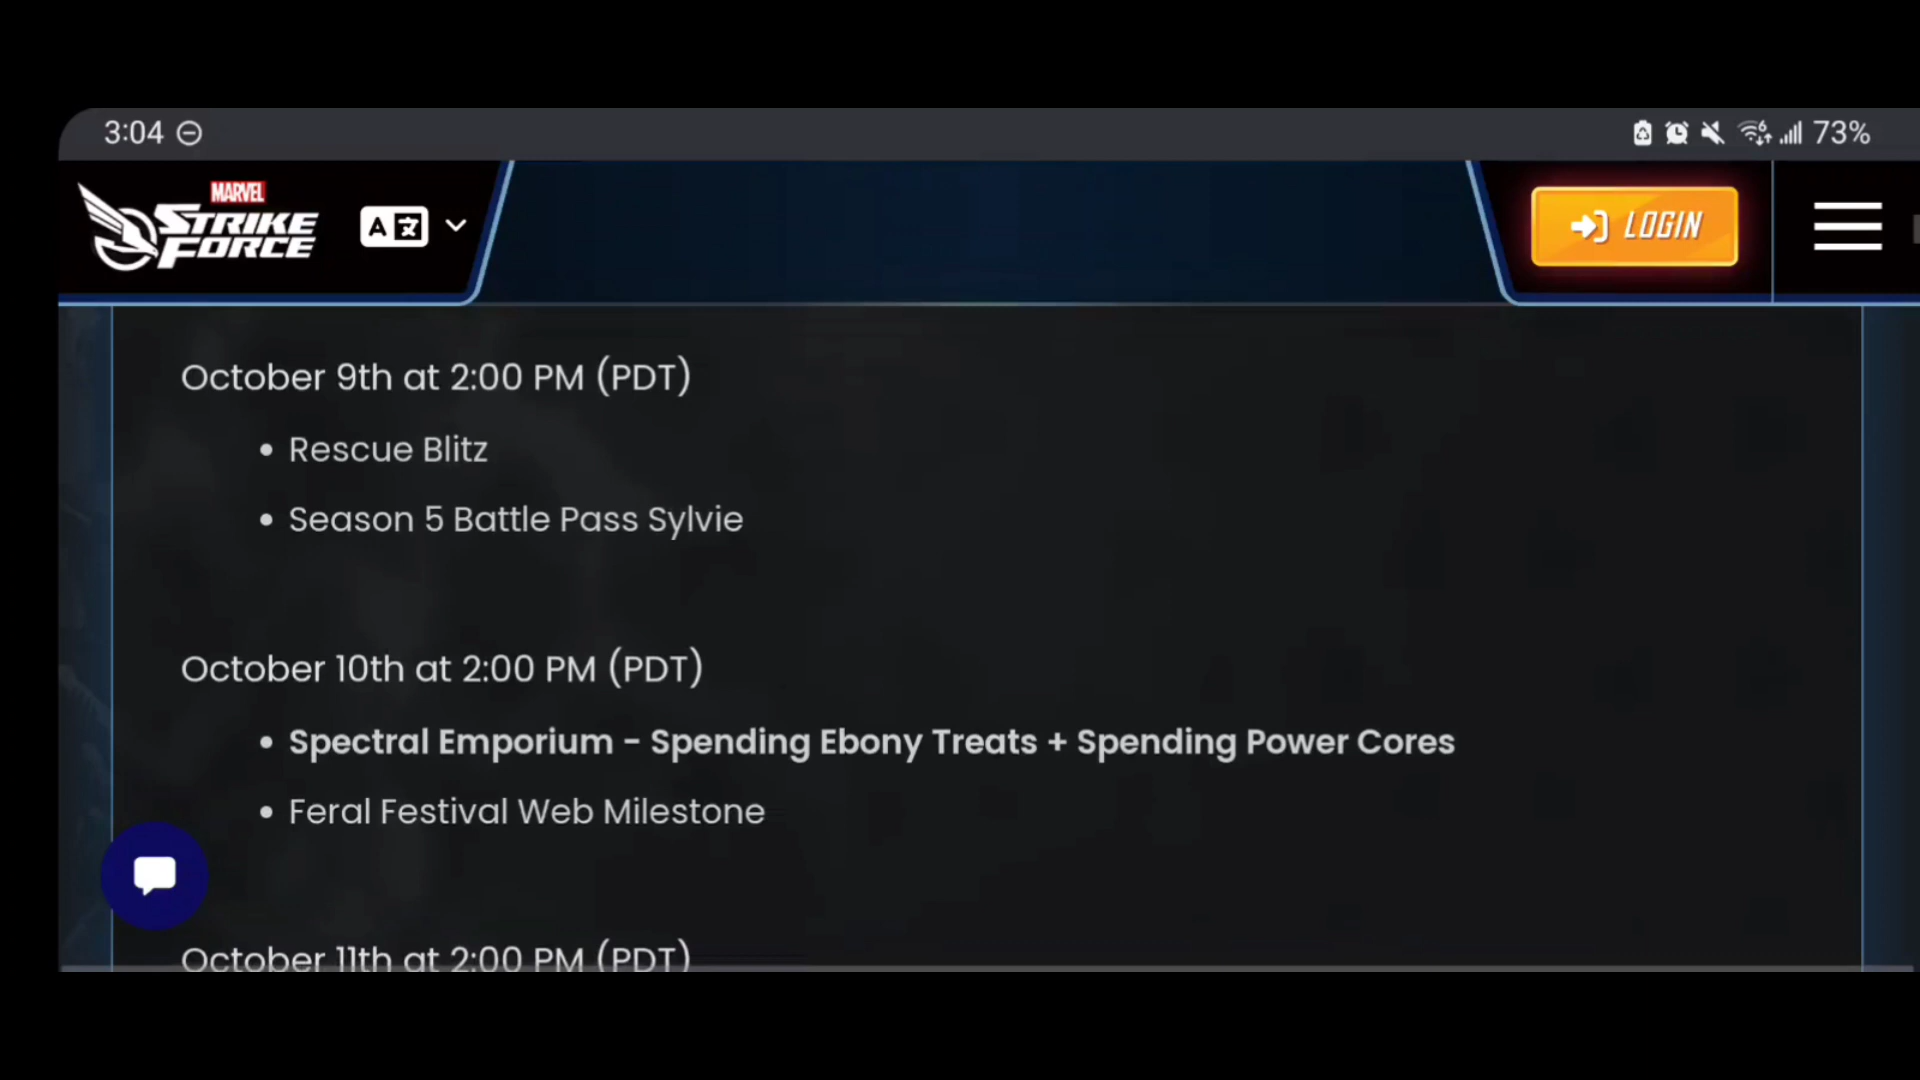 3:04
73%
MARVEL
STRIKE
FORCE
A文
LOGIN
October 9th at 2:00 PM (PDT)
• Rescue Blitz
• Season 5 Battle Pass Sylvie
October 10th at 2:00 PM (PDT)
• Spectral Emporium - Spending Ebony Treats + Spending Power Cores
• Feral Festival Web Milestone
October 11th at 2:00 PM (PDT)